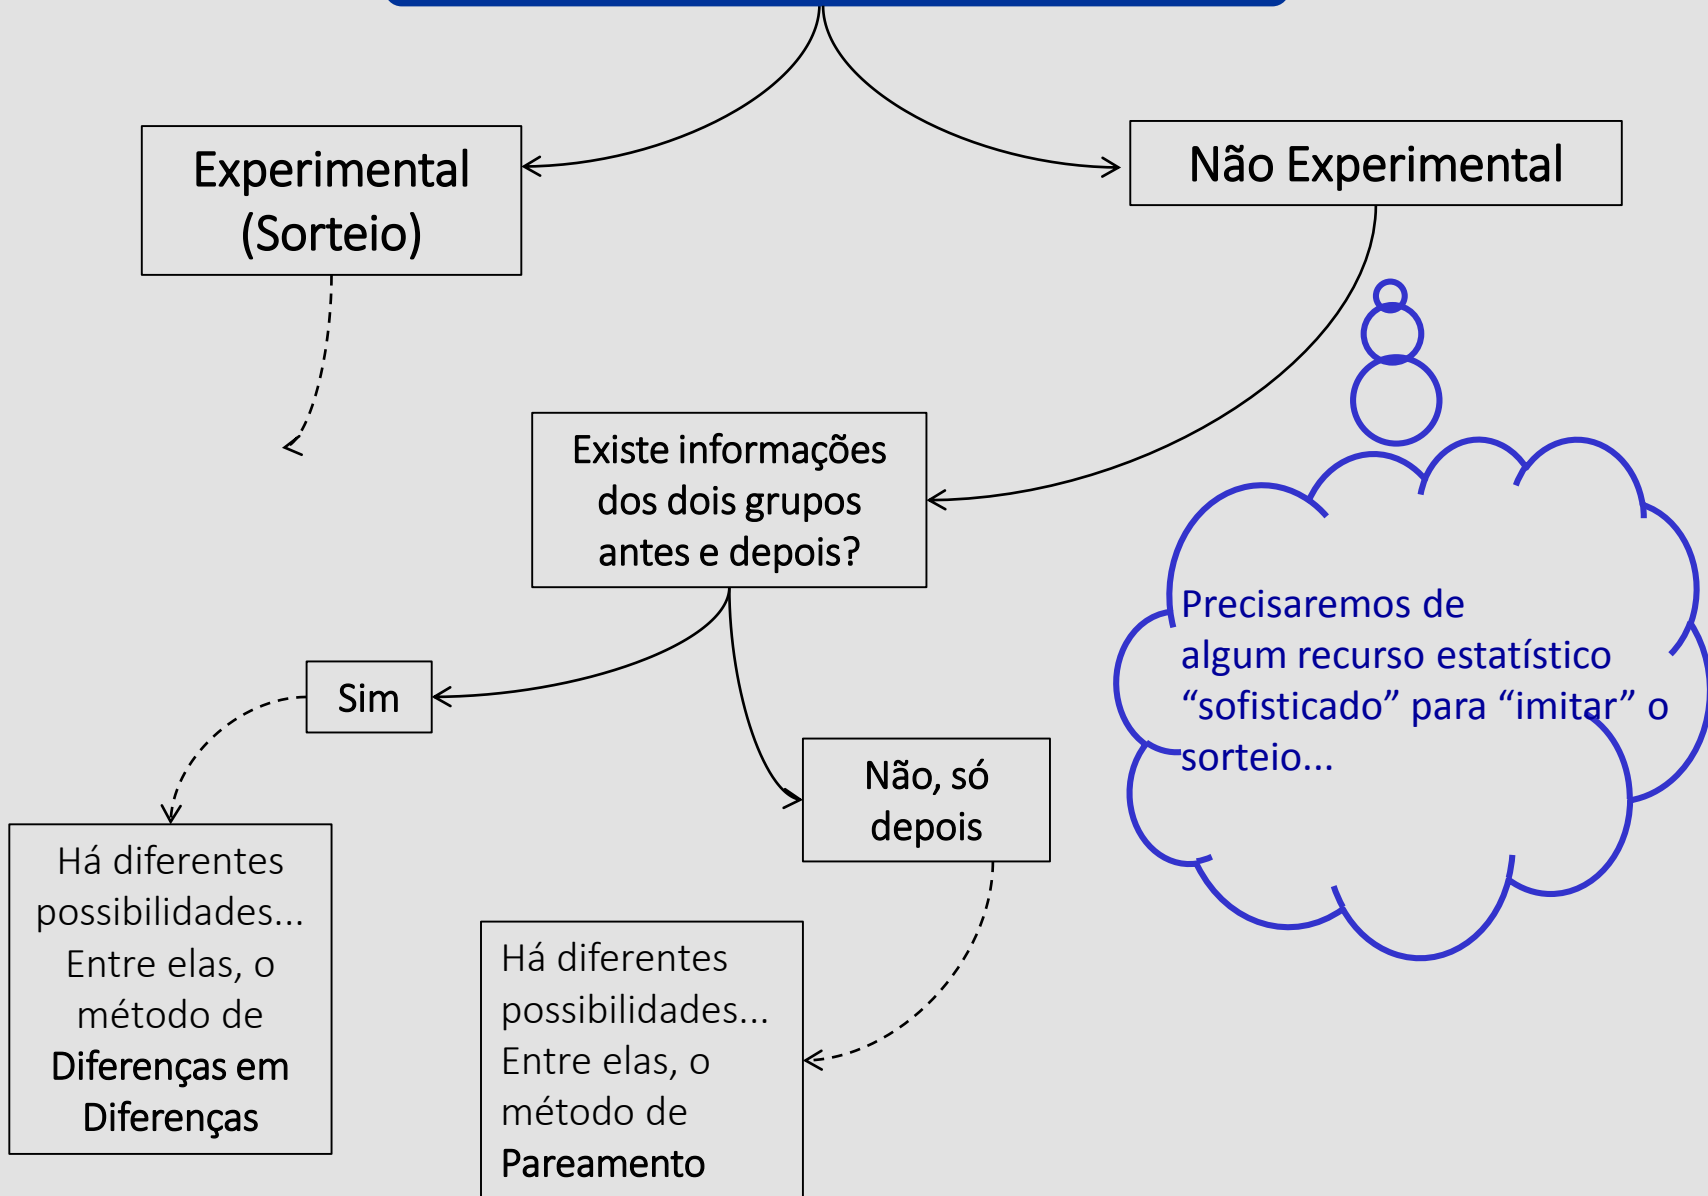 Experimental
(Sorteio)
Não Experimental
Existe informações
dos dois grupos
antes e depois?
Precisaremos de
algum recurso estatístico
“sofisticado” para “imitar” o
sorteio...
Sim
Não, só
depois
Há diferentes
possibilidades...
Entre elas, o
método de
Diferenças em
Diferenças
Há diferentes
possibilidades...
Entre elas, o
método de
Pareamento